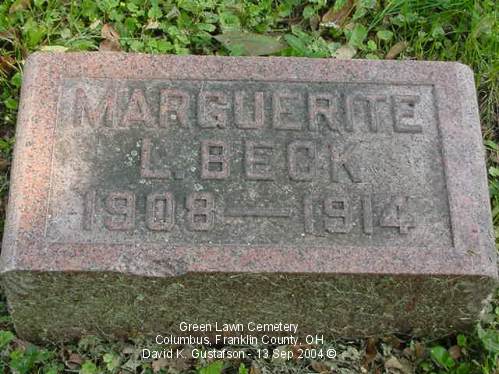 MARGUERITE
L. BECK
1908—1914
Green Lawn Cemetery
Columbus, Franklin County, OH
David K. Gustafson - 13 Sep 2004 ©